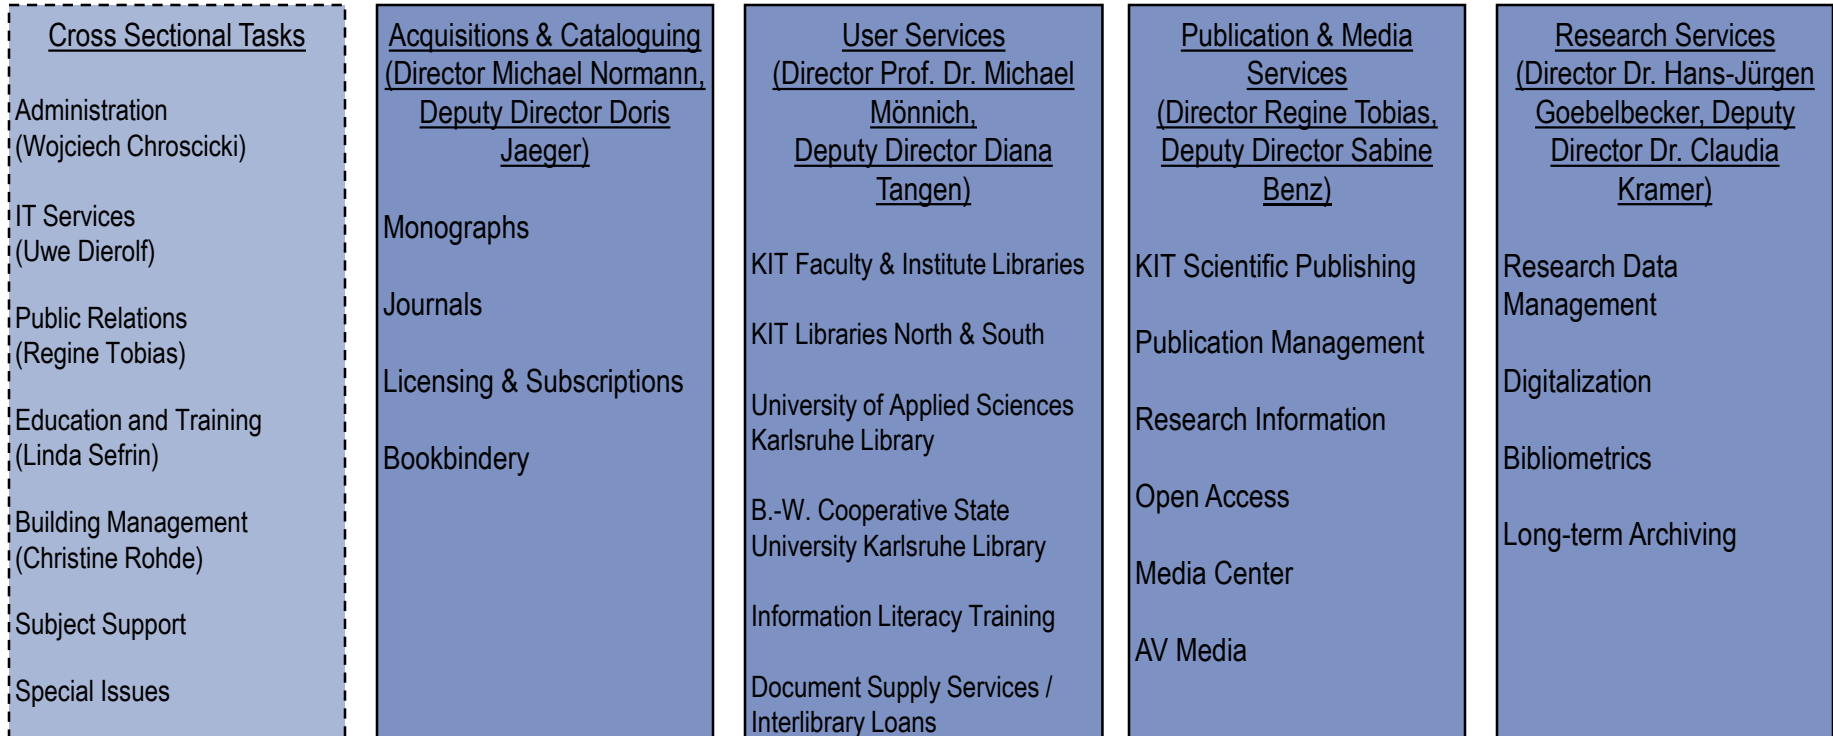 Cross Sectional Tasks
Administration
(Wojciech Chroscicki)
IT Services
(Uwe Dierolf)
Public Relations
(Regine Tobias)
Education and Training
(Linda Sefrin)
Building Management
(Christine Rohde)
Subject Support
Special Issues
Acquisitions & Cataloguing
(Director Michael Normann,
Deputy Director Doris
Jaeger)
Monographs
Journals
Licensing & Subscriptions
Bookbindery
User Services
(Director Prof. Dr. Michael
Mönnich,
Deputy Director Diana
Tangen)
KIT Faculty & Institute Libraries
KIT Libraries North & South
University of Applied Sciences
Karlsruhe Library
B.-W. Cooperative State
University Karlsruhe Library
Information Literacy Training
Document Supply Services /
Interlibrary Loans
Publication & Media
Services
(Director Regine Tobias,
Deputy Director Sabine
Benz)
KIT Scientific Publishing
Publication Management
Research Information
Open Access
Media Center
AV Media
Research Services
(Director Dr. Hans-Jürgen
Goebelbecker, Deputy
Director Dr. Claudia
Kramer)
Research Data
Management
Digitalization
Bibliometrics
Long-term Archiving